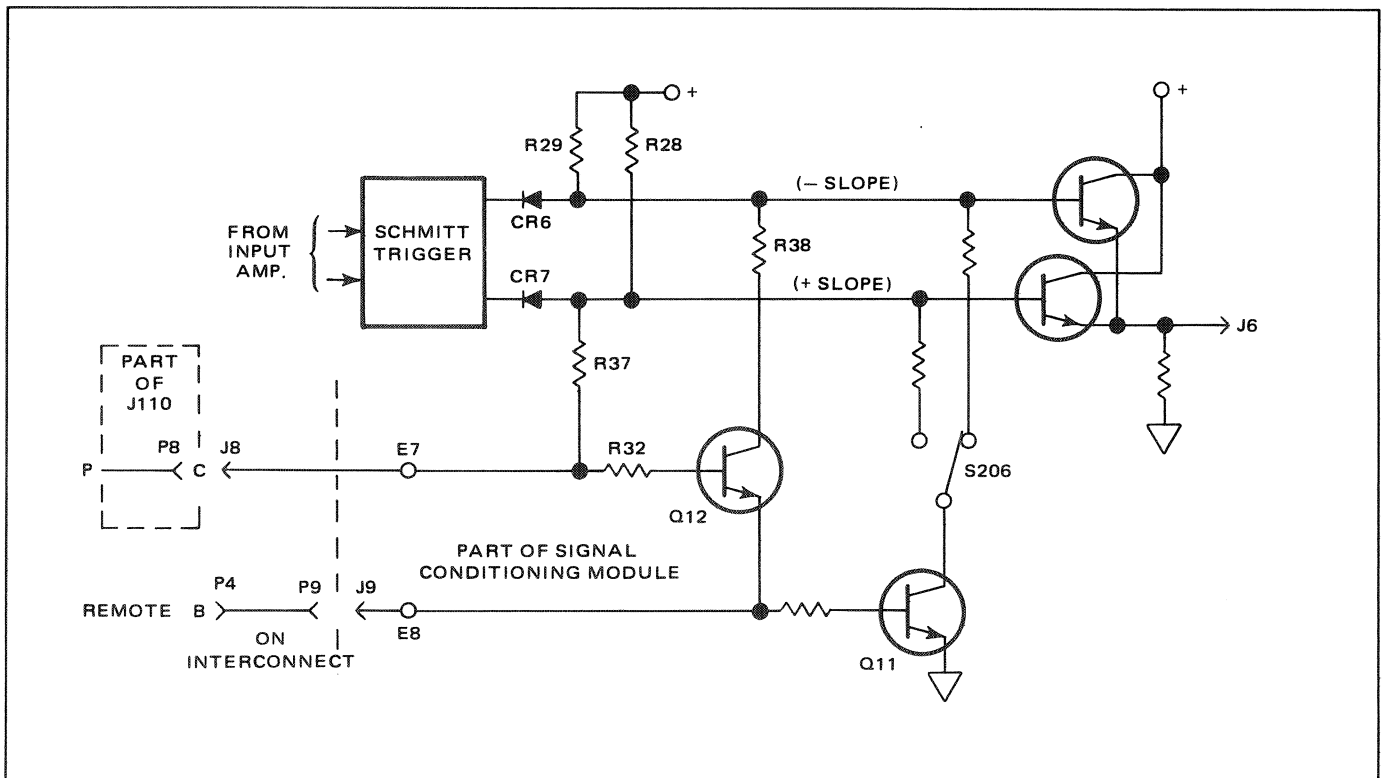 +
+
R29
R28
(– SLOPE)
CR6
FROM
INPUT
AMP.
SCHMITT
TRIGGER
R38
CR7
(+ SLOPE)
J6
R37
PART
OF
J110
P8
J8
E7
R32
P
C
S206
Q12
PART OF SIGNAL
CONDITIONING MODULE
P4
P9
J9
REMOTE B
E8
ON
INTERCONNECT
Q11